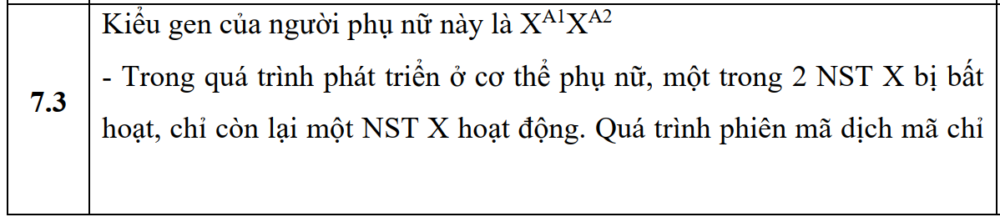 Kiểu gen của người phụ nữ này là X^A1X^A2
7.3
- Trong quá trình phát triển ở cơ thể phụ nữ, một trong 2 NST X bị bất
hoạt, chỉ còn lại một NST X hoạt động. Quá trình phiên mã dịch mã chỉ